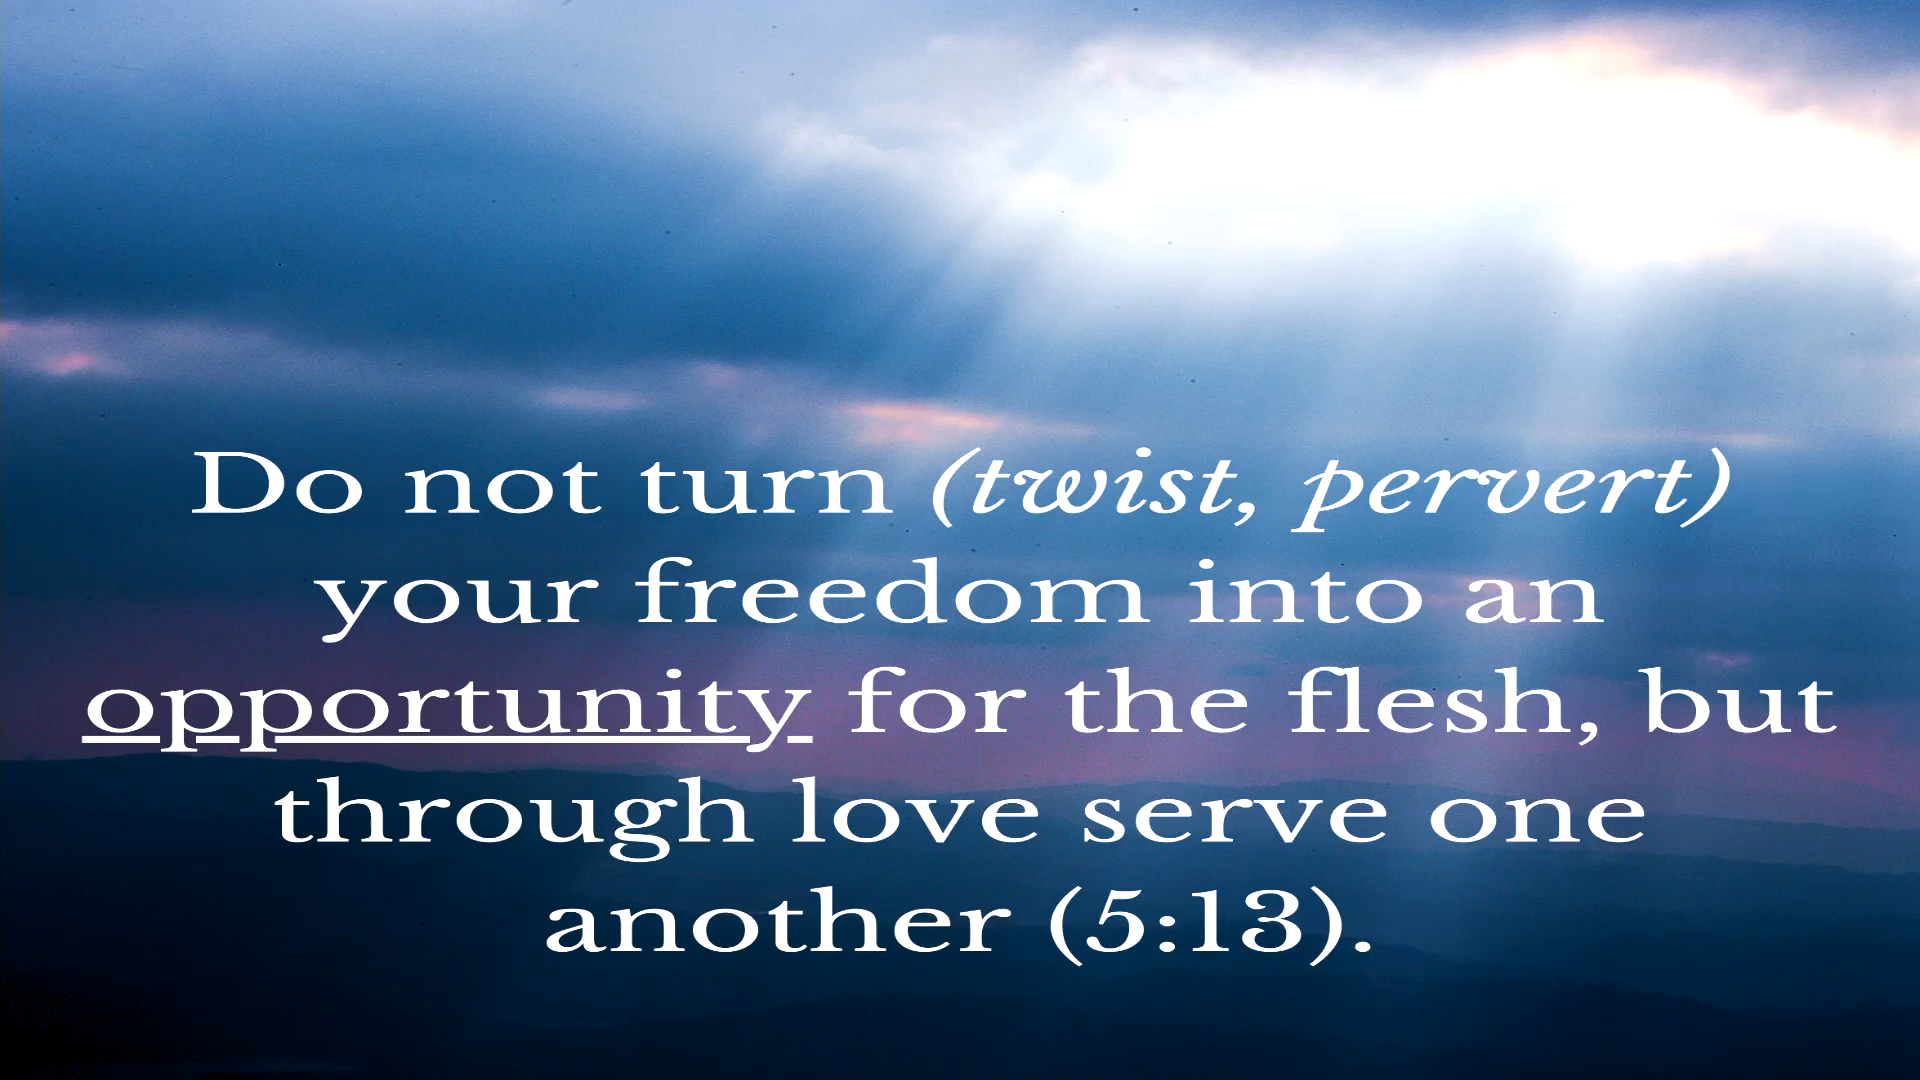 Do not turn (twist, pervert)
your freedom into an
opportunity for the flesh, but
through love serve one
another (5:13).